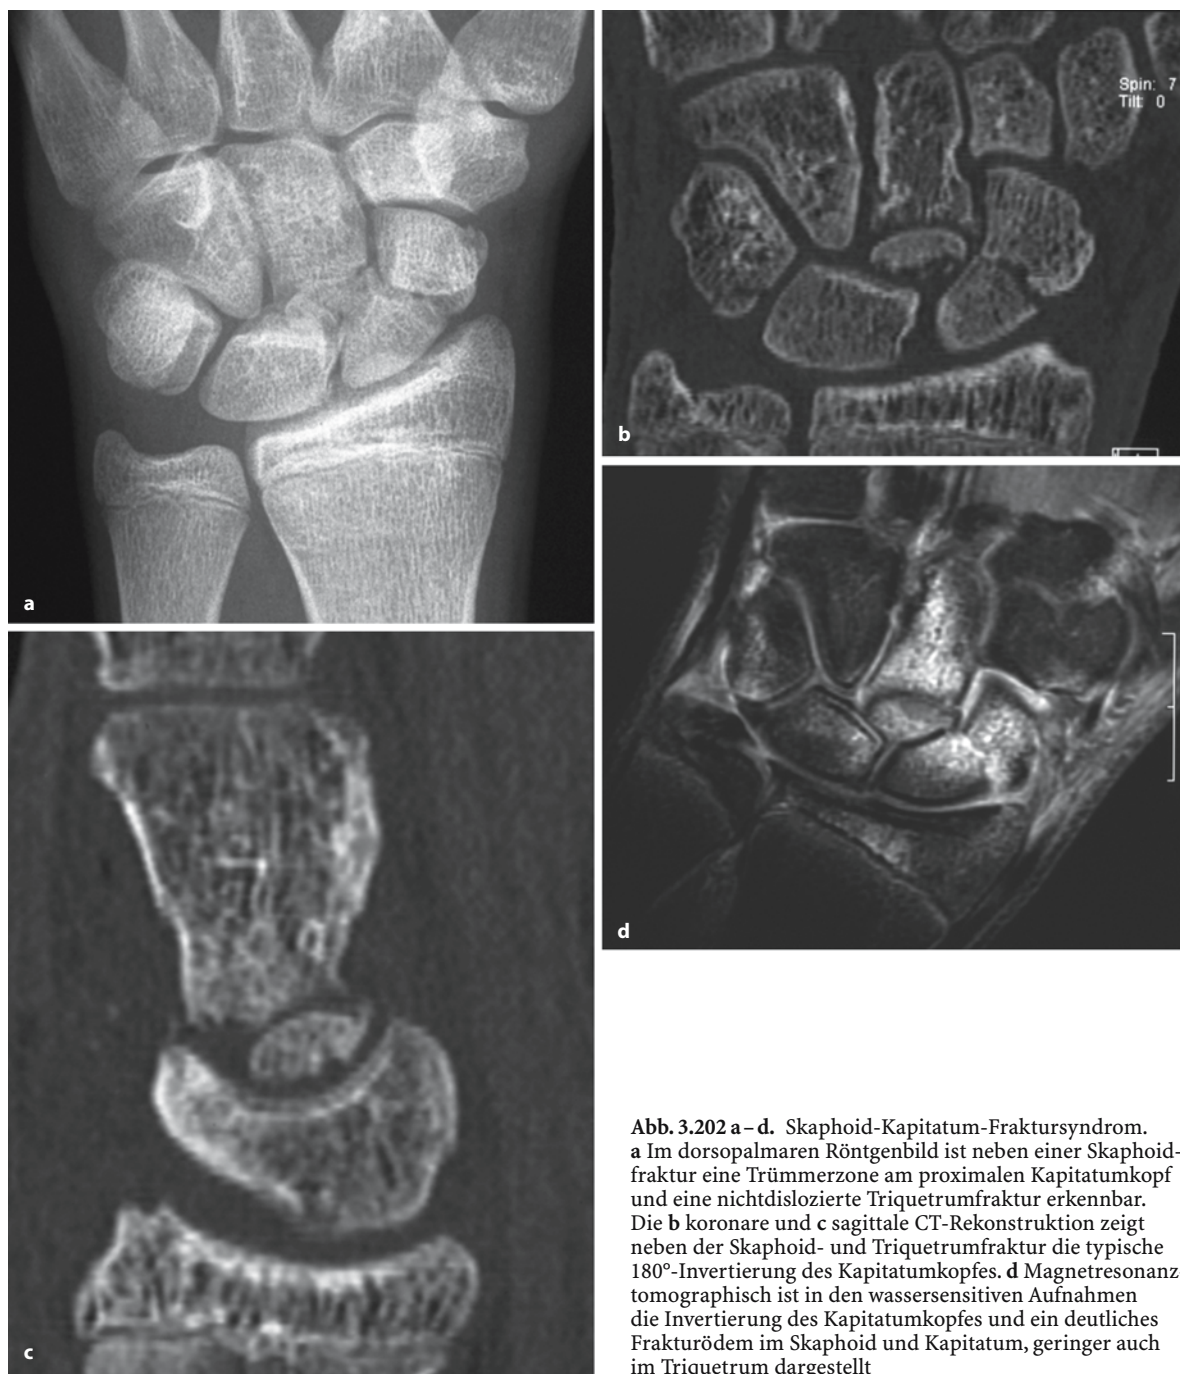 a
Spin: 7
Tilt: 0
b
c
d
Abb. 3.202 a – d. Skaphoid-Kapitatum-Fraktursyndrom.
a Im dorsopalmaren Röntgenbild ist neben einer Skaphoid-
fraktur eine Trümmerzone am proximalen Kapitatumkopf
und eine nichtdislozierte Triquetrumfraktur erkennbar.
Die b koronare und c sagittale CT-Rekonstruktion zeigt
neben der Skaphoid- und Triquetrumfraktur die typische
180°-Invertierung des Kapitatumkopfes. d Magnetresonanz-
tomographisch ist in den wassersensitiven Aufnahmen
die Invertierung des Kapitatumkopfes und ein deutliches
Frakturödem im Skaphoid und Kapitatum, geringer auch
im Triquetrum dargestellt